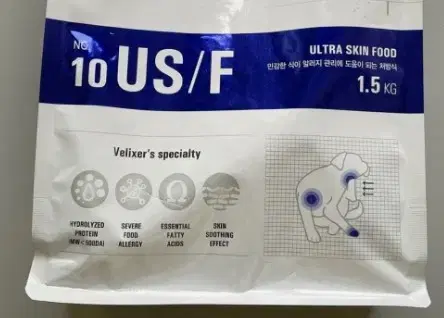 NO.
10 US/F
ULTRA SKIN FOOD
민감한 식이 알러지 관리에 도움이 되는 처방식
1.5 KG
Velixer's specialty
HYDROLYZED
PROTEIN
(MW<500DA)
SEVERE
FOOD
ALLERGY
ESSENTIAL
FATTY
ACIDS
SKIN
SOOTHING
EFFECT